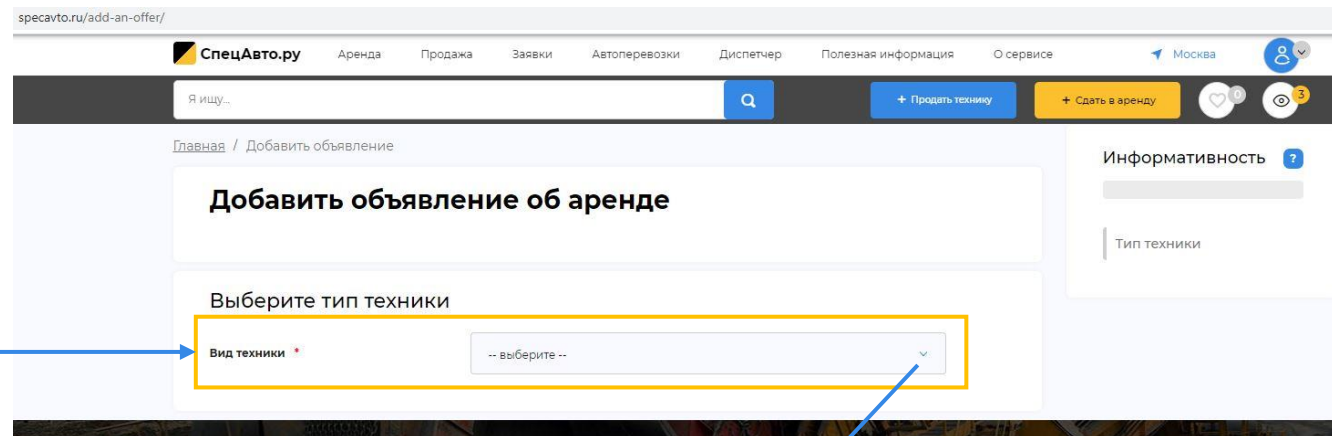 specavto.ru/add-an-offer/
СпецАвто.ру Аренда Продажа Заявки Автоперевозки Диспетчер Полезная информация О сервисе Москва
Я ищу... + Продать технику + Сдать в аренду 0 3
Главная / Добавить объявление
Информативность ?
Добавить объявление об аренде
Тип техники
Выберите тип техники
Вид техники * -- выберите --